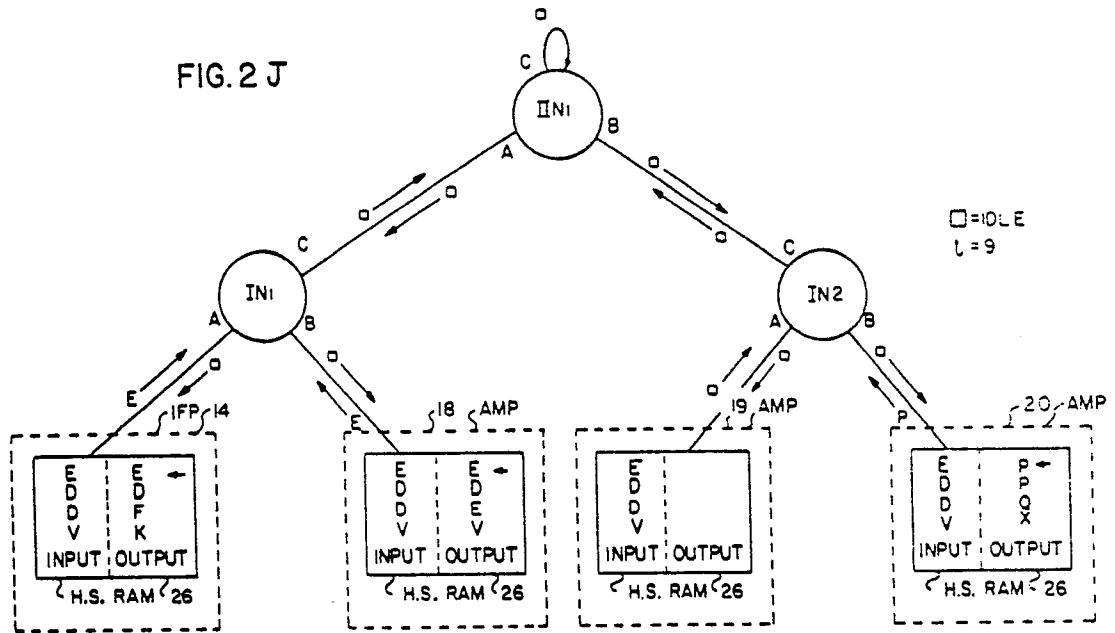 FIG. 2 J
□
C
IIN1
A
B
□
□
□
□
□=IDLE
t=9
C
C
IN1
IN2
A
B
A
B
□
□
□
□
□
E
E
□
P
IFP 14
18 AMP
19 AMP
20 AMP
E E ←
D D
D F
V K
INPUT OUTPUT
H.S. RAM 26
E E ←
D D
D E
V V
INPUT OUTPUT
H.S. RAM 26
E
D
D
V
INPUT OUTPUT
H.S. RAM 26
E P ←
D P
D Q
V X
INPUT OUTPUT
H.S. RAM 26